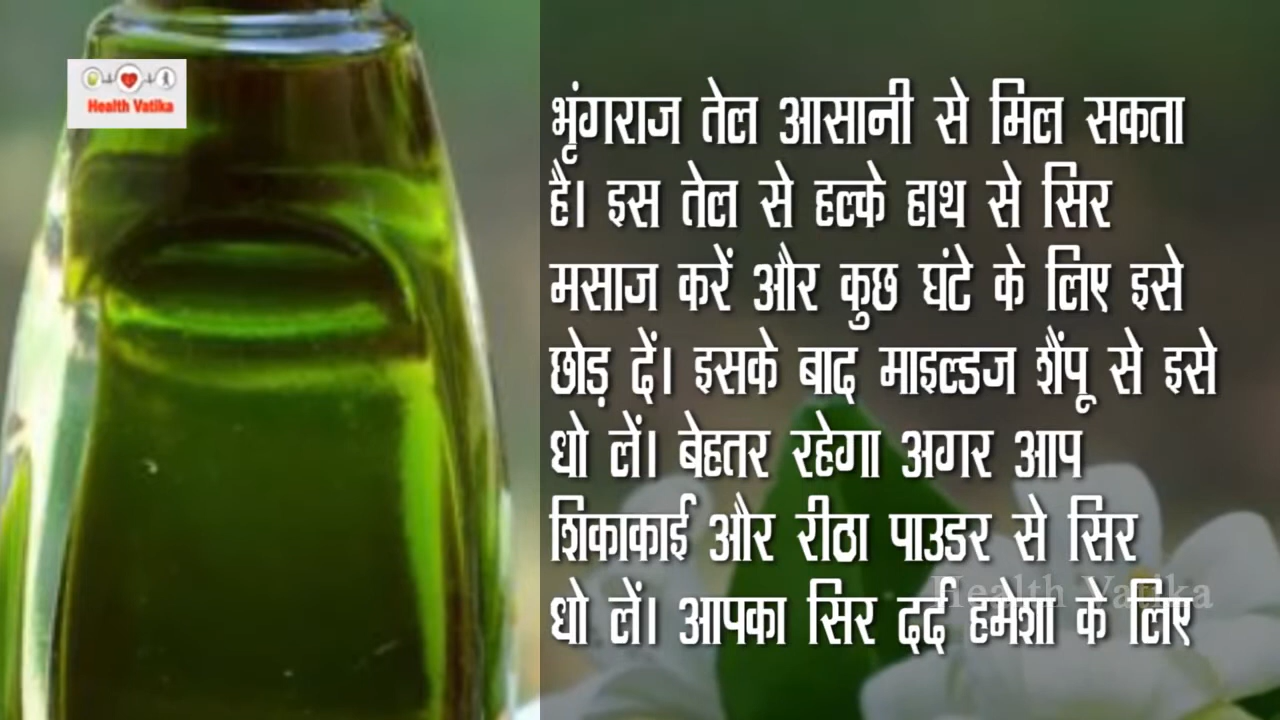 Health Vatika
भृंगराज तेल आसानी से मिल सकता
है। इस तेल से हल्के हाथ से सिर
मसाज करें और कुछ घंटे के लिए इसे
छोड़ दें। इसके बाद माइल्डज शैंपू से इसे
धो लें। बेहतर रहेगा अगर आप
शिकाकाई और रीठा पाउडर से सिर
धो लें। आपका सिर दर्द हमेशा के लिए
Health Vatika